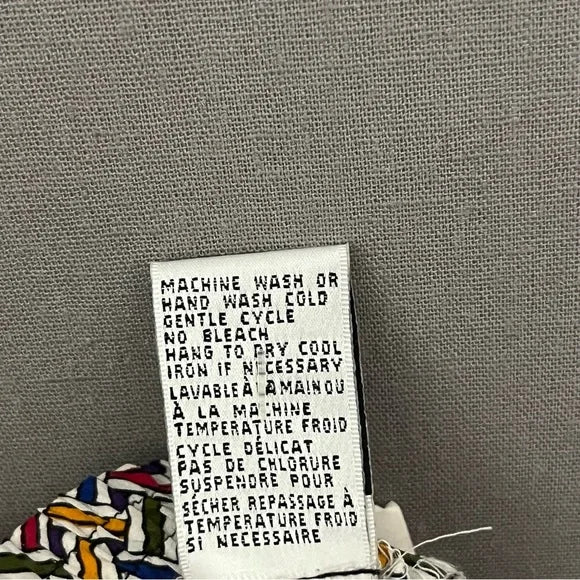 MACHINE WASH OR
HAND WASH COLD
GENTLE CYCLE
NO BLEACH
HANG TO DRY COOL
IRON IF NECESSARY
LAVABLE À LA MAIN OU
À LA MACHINE
TEMPERATURE FROID
CYCLE DÉLICAT
PAS DE CHLORURE
SUSPENDRE POUR
SÉCHER REPASSAGE À
TEMPERATURE FROID
SI NECESSAIRE